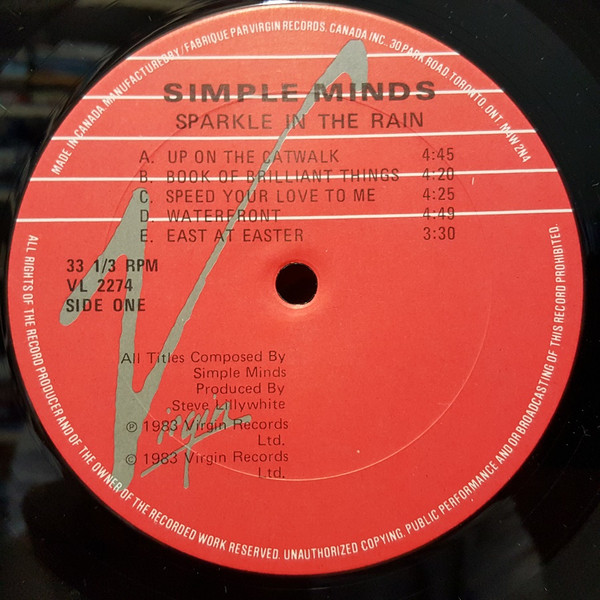 MADE IN CANADA. MANUFACTURED BY / FABRIQUE PAR VIRGIN RECORDS. CANADA INC. 30 PARK ROAD, TORONTO, ONT. M4W 2N4
SIMPLE MINDS
SPARKLE IN THE RAIN
A. UP ON THE CATWALK 4:45
B. BOOK OF BRILLIANT THINGS 4:20
C. SPEED YOUR LOVE TO ME 4:25
D. WATERFRONT 4:49
E. EAST AT EASTER 3:30
33 1/3 RPM
VL 2274
SIDE ONE
All Titles Composed By
Simple Minds
Produced By
Steve Lillywhite
℗ 1983 Virgin Records
Ltd.
© 1983 Virgin Records
Ltd.
Virgin
ALL RIGHTS OF THE RECORD PRODUCER AND OF THE OWNER OF THE RECORDED WORK RESERVED. UNAUTHORIZED COPYING, PUBLIC PERFORMANCE AND/OR BROADCASTING OF THIS RECORD PROHIBITED.